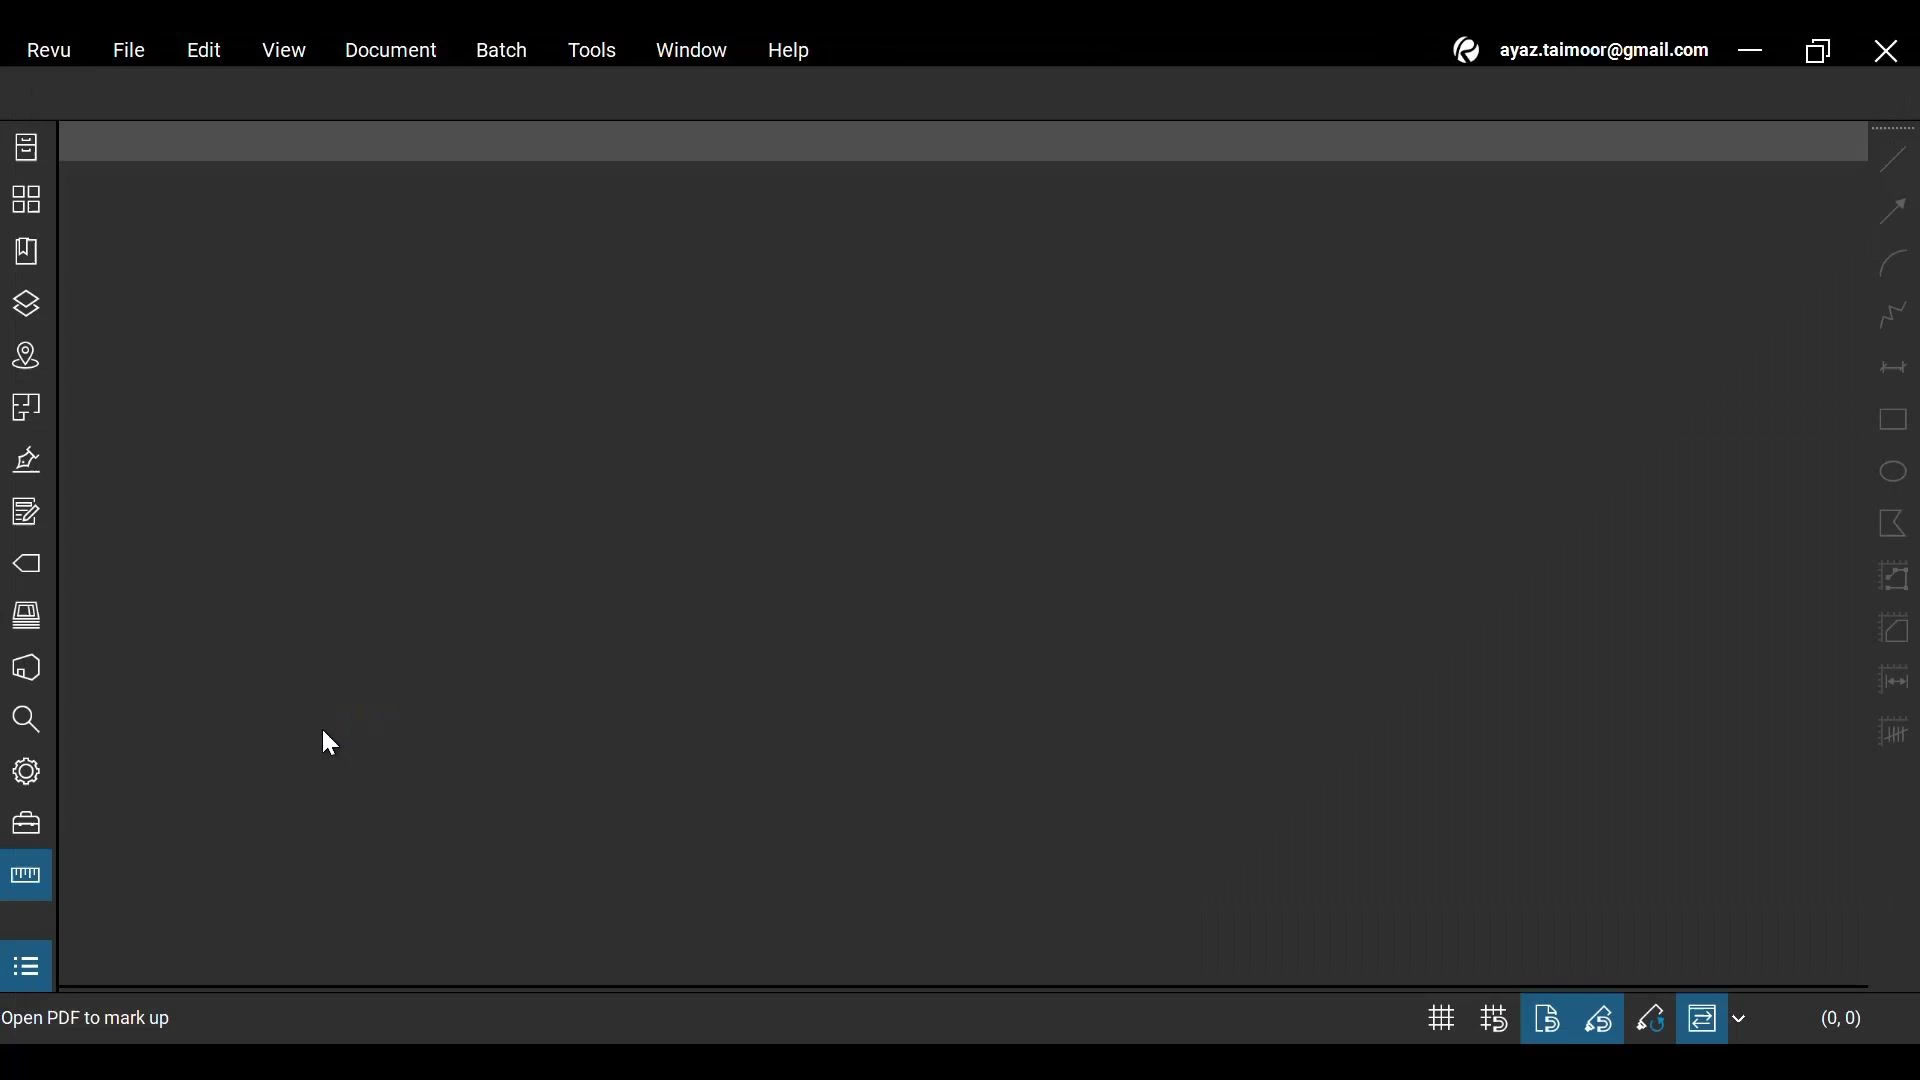 Revu File Edit View Document Batch Tools Window Help ayaz.taimoor@gmail.com
Open PDF to mark up (0, 0)